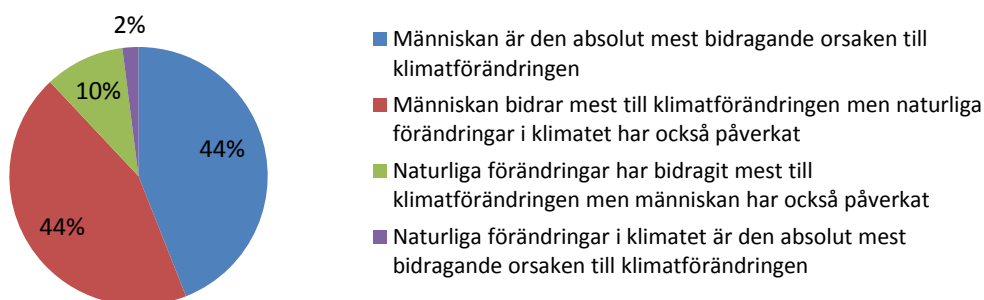 2%
10%
44%
44%
Människan är den absolut mest bidragande orsaken till
klimatförändringen
Människan bidrar mest till klimatförändringen men naturliga
förändringar i klimatet har också påverkat
Naturliga förändringar har bidragit mest till
klimatförändringen men människan har också påverkat
Naturliga förändringar i klimatet är den absolut mest
bidragande orsaken till klimatförändringen